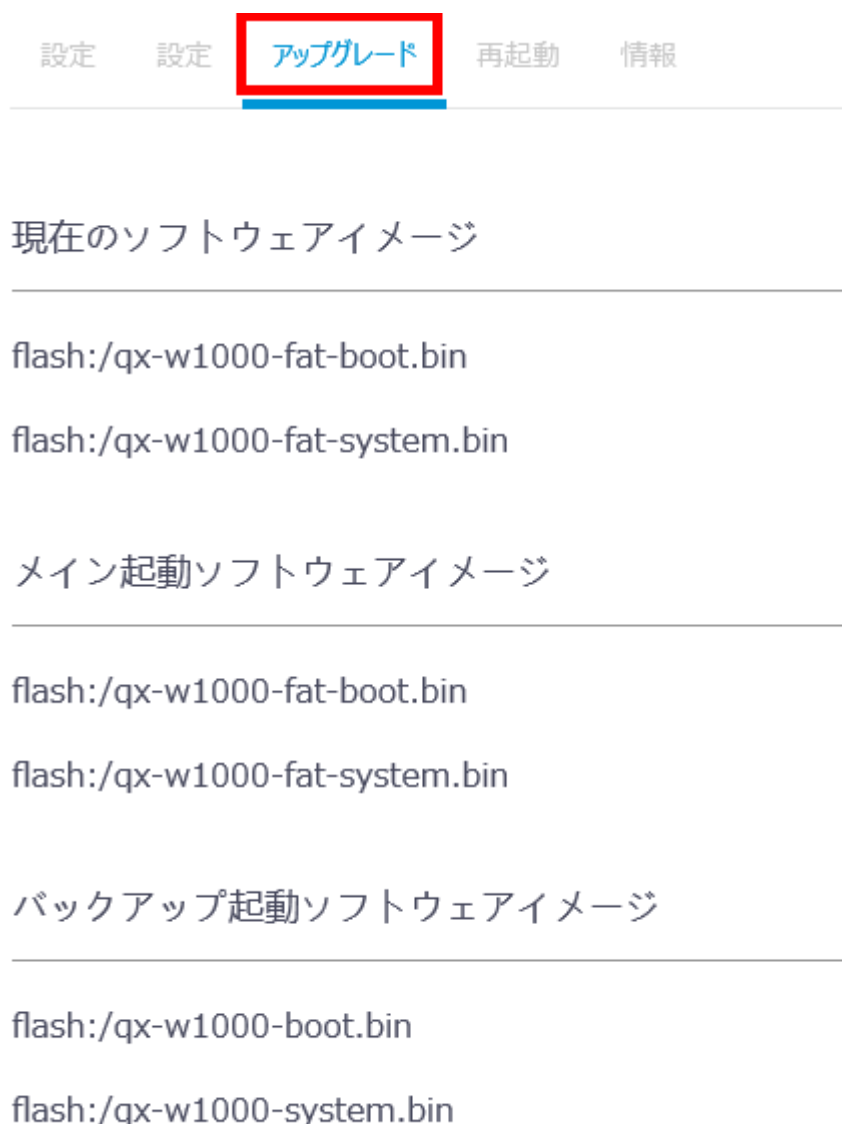 設定 設定 アップグレード 再起動 情報
現在のソフトウェアイメージ
flash:/qx-w1000-fat-boot.bin
flash:/qx-w1000-fat-system.bin
メイン起動ソフトウェアイメージ
flash:/qx-w1000-fat-boot.bin
flash:/qx-w1000-fat-system.bin
バックアップ起動ソフトウェアイメージ
flash:/qx-w1000-boot.bin
flash:/qx-w1000-system.bin